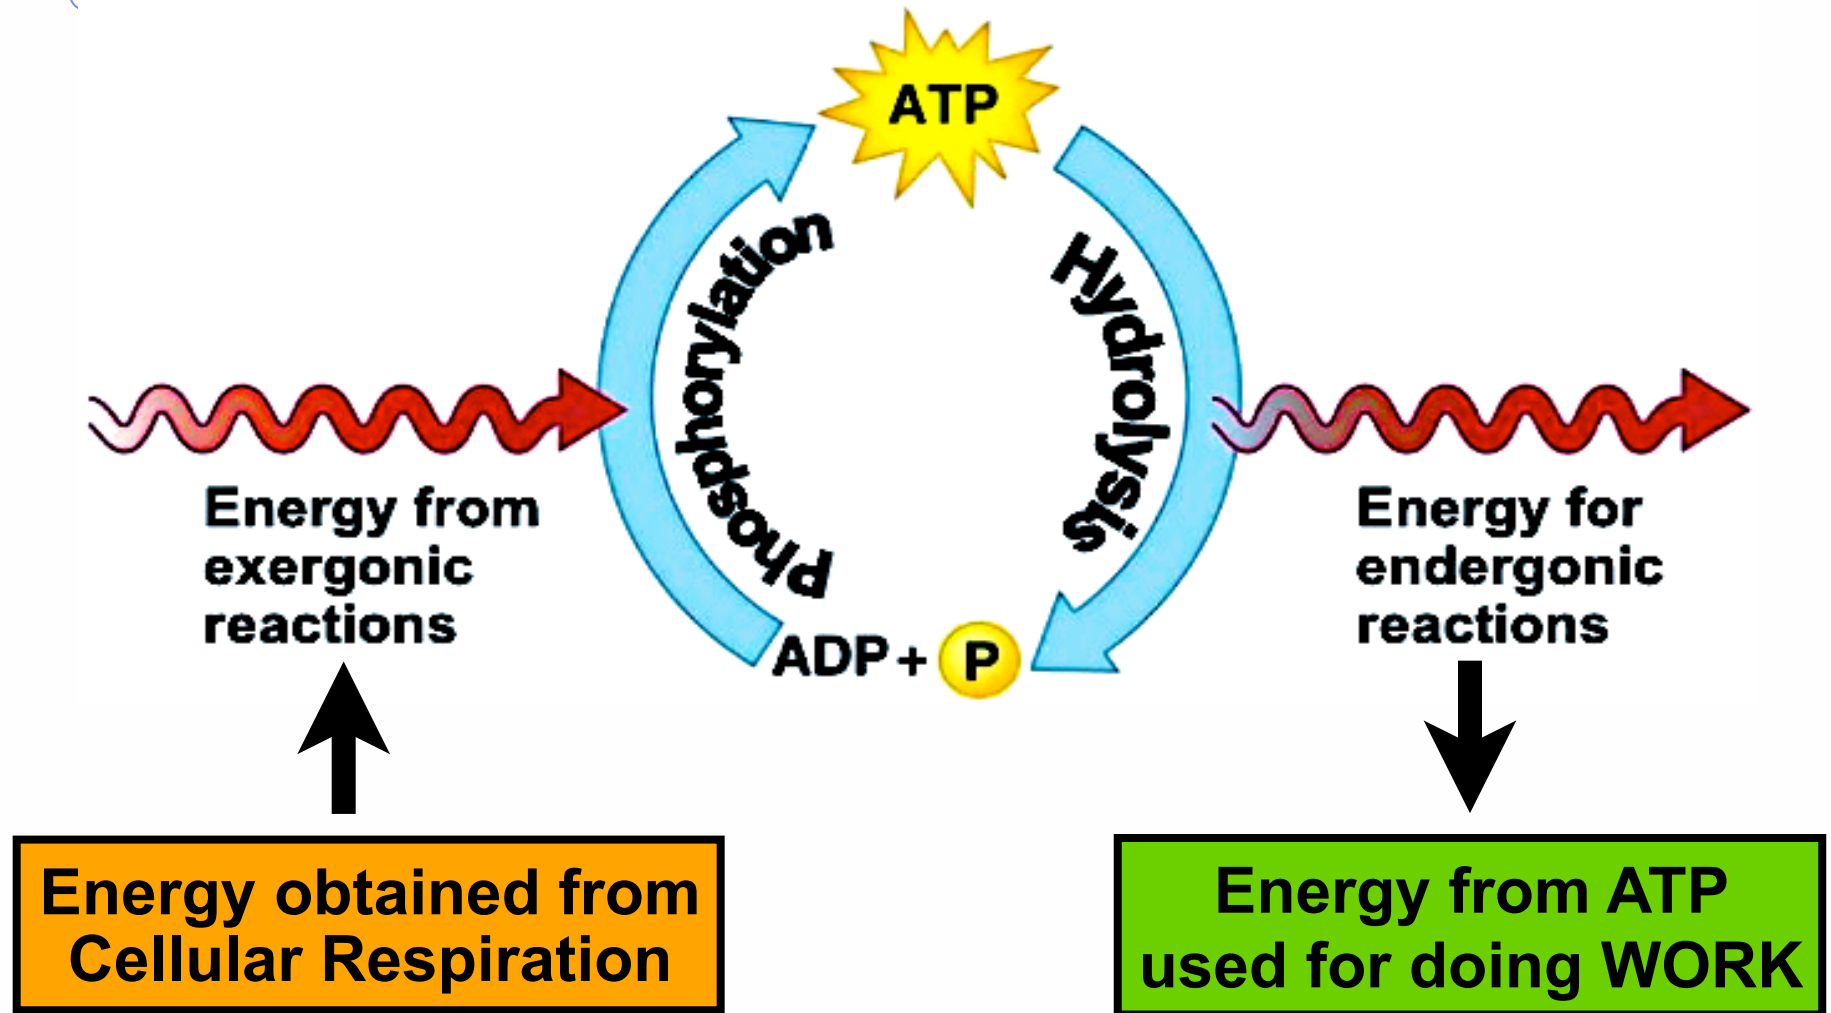 ATP
Phosphorylation
Hydrolysis
Energy from
exergonic
reactions
Energy for
endergonic
reactions
ADP + P
Energy obtained from
Cellular Respiration
Energy from ATP
used for doing WORK